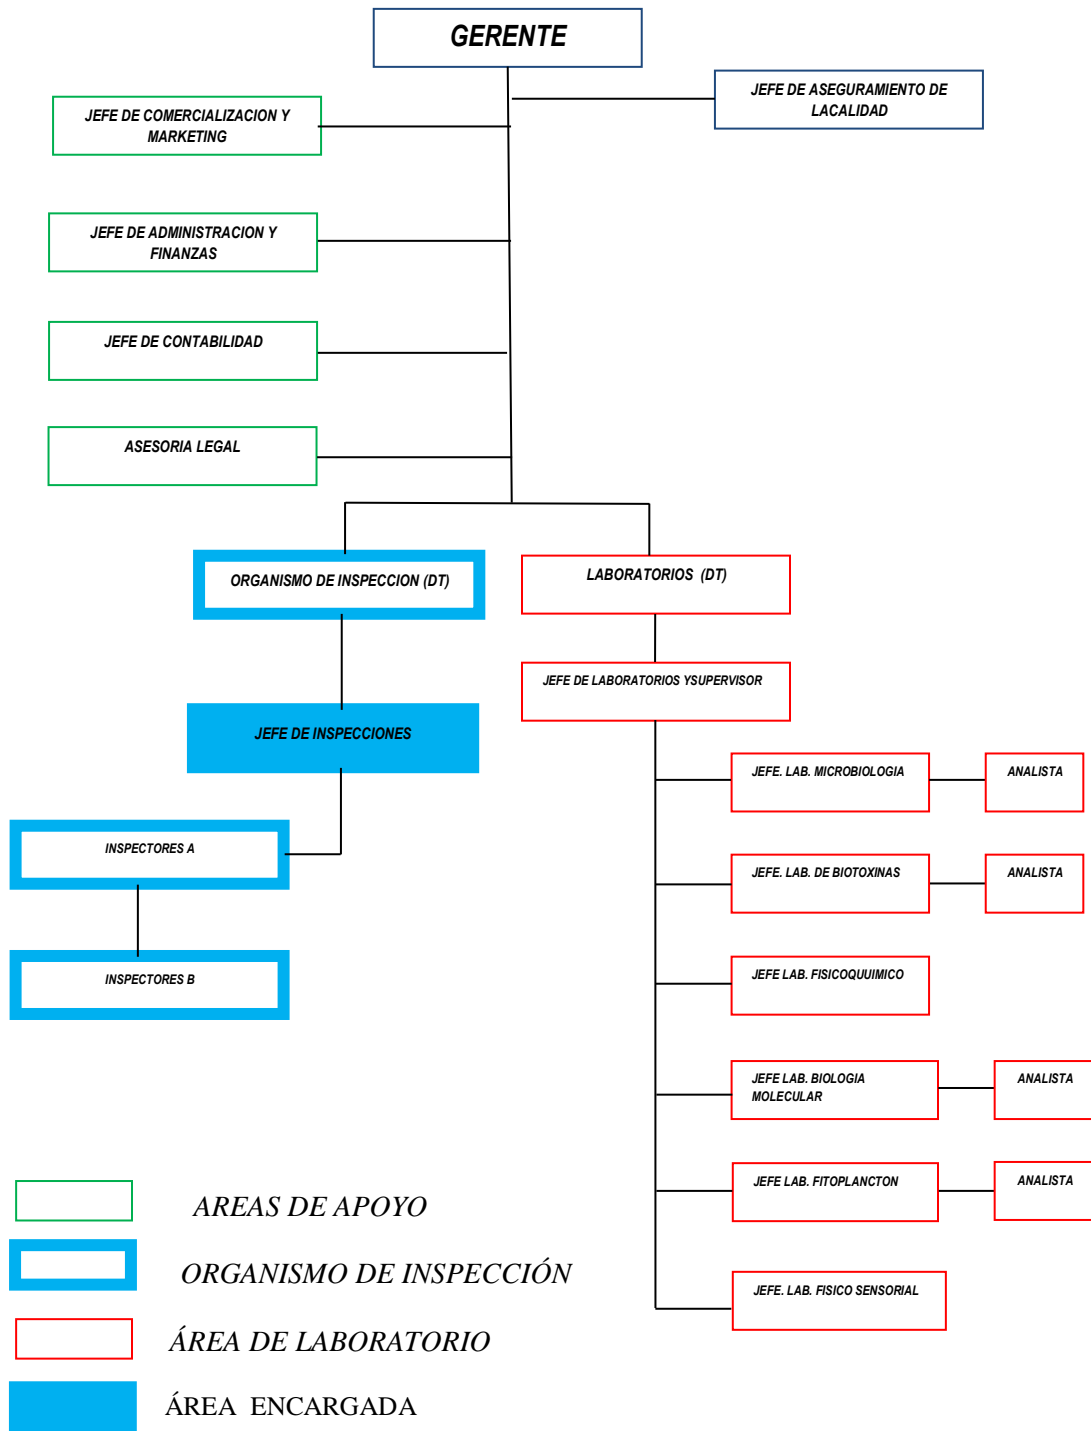 GERENTE
JEFE DE ASEGURAMIENTO DE
LACALIDAD
JEFE DE COMERCIALIZACION Y
MARKETING
JEFE DE ADMINISTRACION Y
FINANZAS
JEFE DE CONTABILIDAD
ASESORIA LEGAL
ORGANISMO DE INSPECCION (DT)
LABORATORIOS (DT)
JEFE DE LABORATORIOS YSUPERVISOR
JEFE DE INSPECCIONES
JEFE. LAB. MICROBIOLOGIA
ANALISTA
INSPECTORES A
JEFE. LAB. DE BIOTOXINAS
ANALISTA
INSPECTORES B
JEFE LAB. FISICOQUUIMICO
JEFE LAB. BIOLOGIA
MOLECULAR
ANALISTA
JEFE LAB. FITOPLANCTON
ANALISTA
JEFE. LAB. FISICO SENSORIAL
AREAS DE APOYO
ORGANISMO DE INSPECCIÓN
ÁREA DE LABORATORIO
ÁREA ENCARGADA